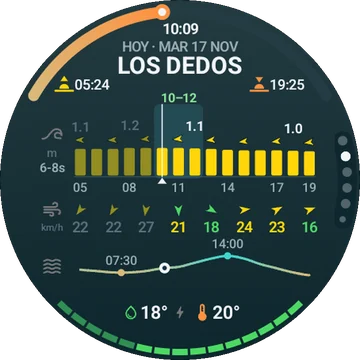 10:09
HOY · MAR 17 NOV
LOS DEDOS
05:24 19:25
10–12
1.1 1.2 1.1 1.0
m
6-8s
05 08 11 14 17 19
km/h 22 22 27 21 18 24 23 16
14:00
07:30
18° 20°